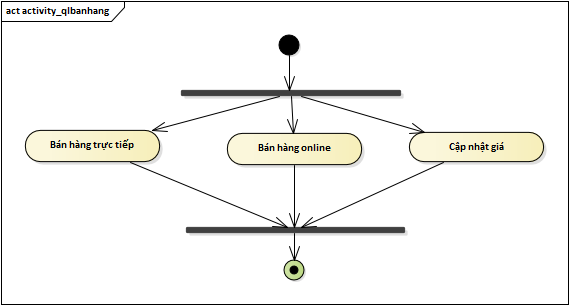 act activity_qlbanhang
Bán hàng trực tiếp
Bán hàng online
Cập nhật giá